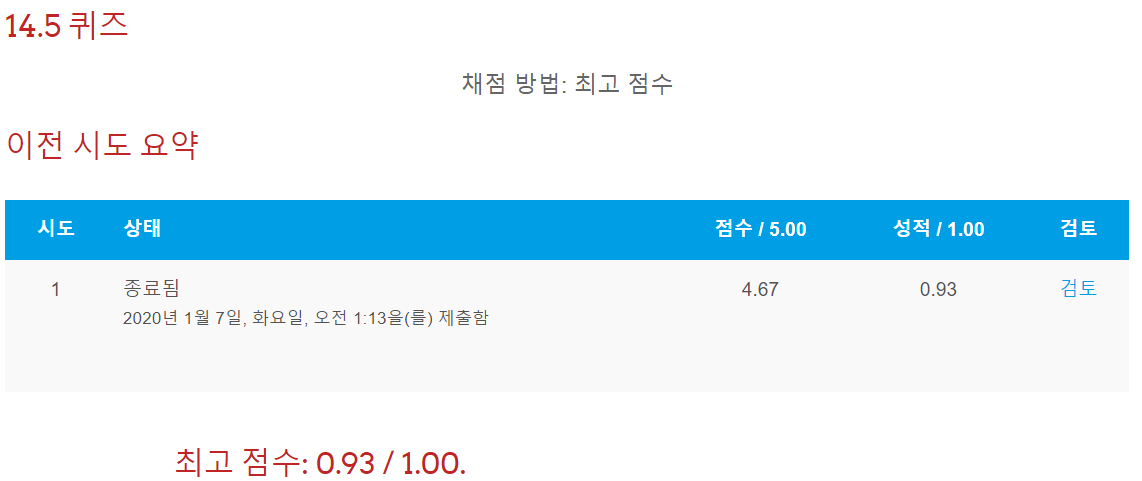 14.5 퀴즈
채점 방법: 최고 점수
이전 시도 요약
시도 상태 점수 / 5.00 성적 / 1.00 검토
1 종료됨 4.67 0.93 검토
2020년 1월 7일, 화요일, 오전 1:13을(를) 제출함
최고 점수: 0.93 / 1.00.